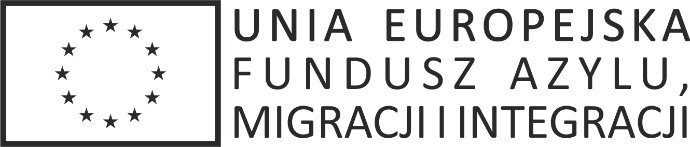 UNIA EUROPEJSKA
FUNDUSZ AZYLU,
MIGRACJI I INTEGRACJI